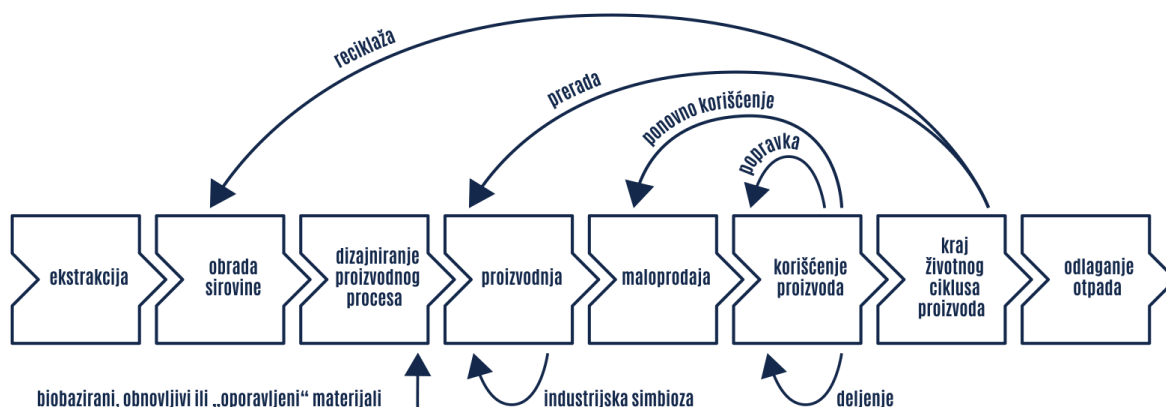 reciklaža
prerada
ponovno korišćenje
popravka
ekstrakcija
obrada
sirovine
dizajniranje
proizvodnog
procesa
proizvodnja
maloprodaja
korišćenje
proizvoda
kraj
životnog
ciklusa
proizvoda
odlaganje
otpada
biobazirani, obnovljivi ili „oporavljeni“ materijali
industrijska simbioza
deljenje